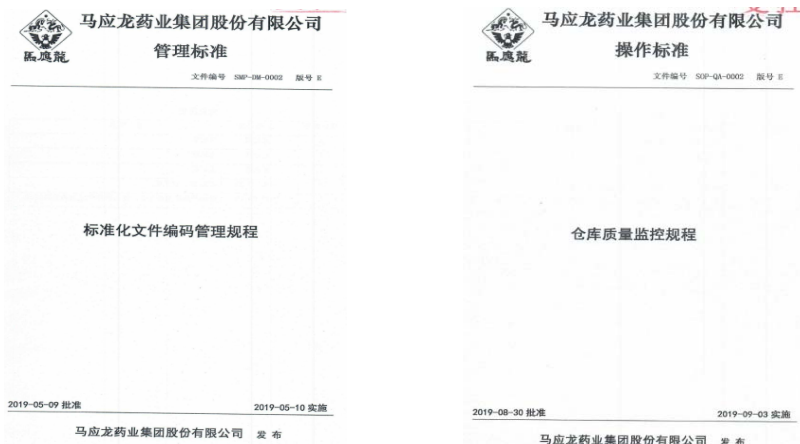 马应龙药业集团股份有限公司
管理标准
馬應龍
文件编号 SMP-DM-0002 版号 E
标准化文件编码管理规程
2019-05-09 批准
2019-05-10 实施
马应龙药业集团股份有限公司 发 布
马应龙药业集团股份有限公司
操作标准
馬應龍
文件编号 SOP-QA-0002 版号 E
仓库质量监控规程
2019-08-30 批准
2019-09-03 实施
马应龙药业集团股份有限公司 发 布